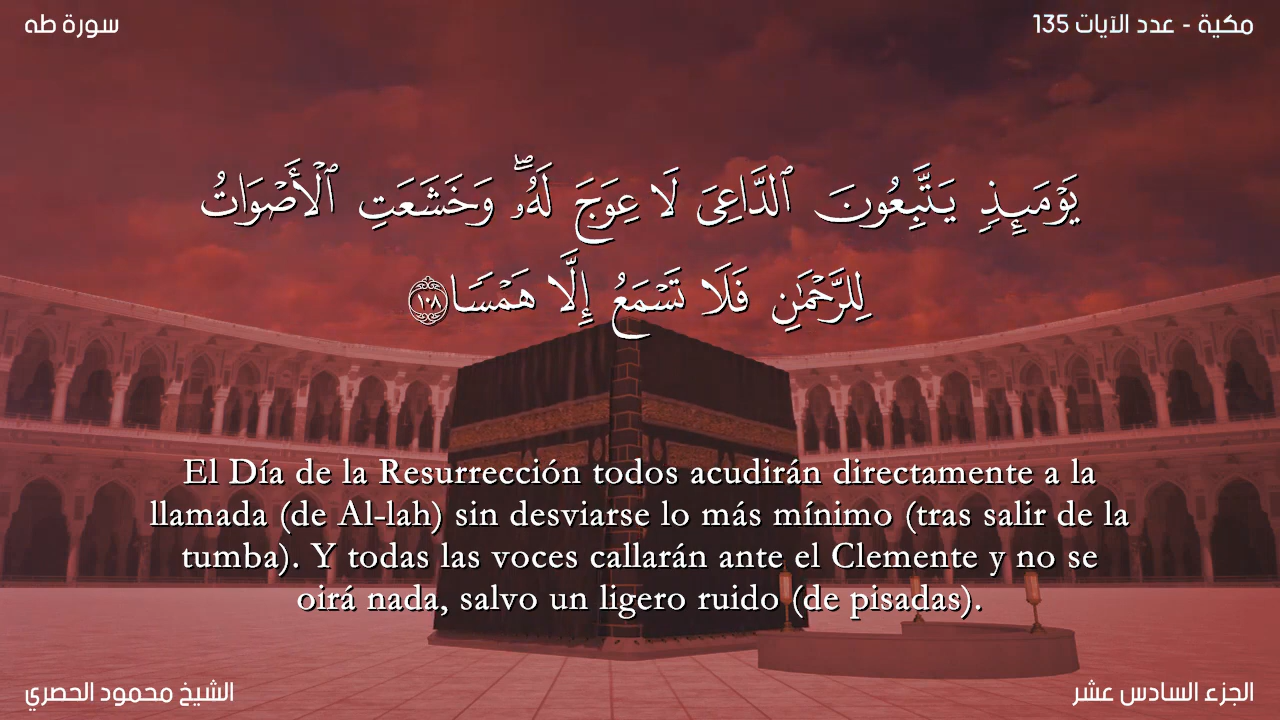 سورة طه
مكية - عدد الآيات 135
يَوْمَئِذٍ يَتَّبِعُونَ ٱلدَّاعِىَ لَا عِوَجَ لَهُۥ ۖ وَخَشَعَتِ ٱلْأَصْوَاتُ
لِلرَّحْمَـٰنِ فَلَا تَسْمَعُ إِلَّا هَمْسًا ١٠٨
El Día de la Resurrección todos acudirán directamente a la
llamada (de Al-lah) sin desviarse lo más mínimo (tras salir de la
tumba). Y todas las voces callarán ante el Clemente y no se
oirá nada, salvo un ligero ruido (de pisadas).
الشيخ محمود الحصري
الجزء السادس عشر